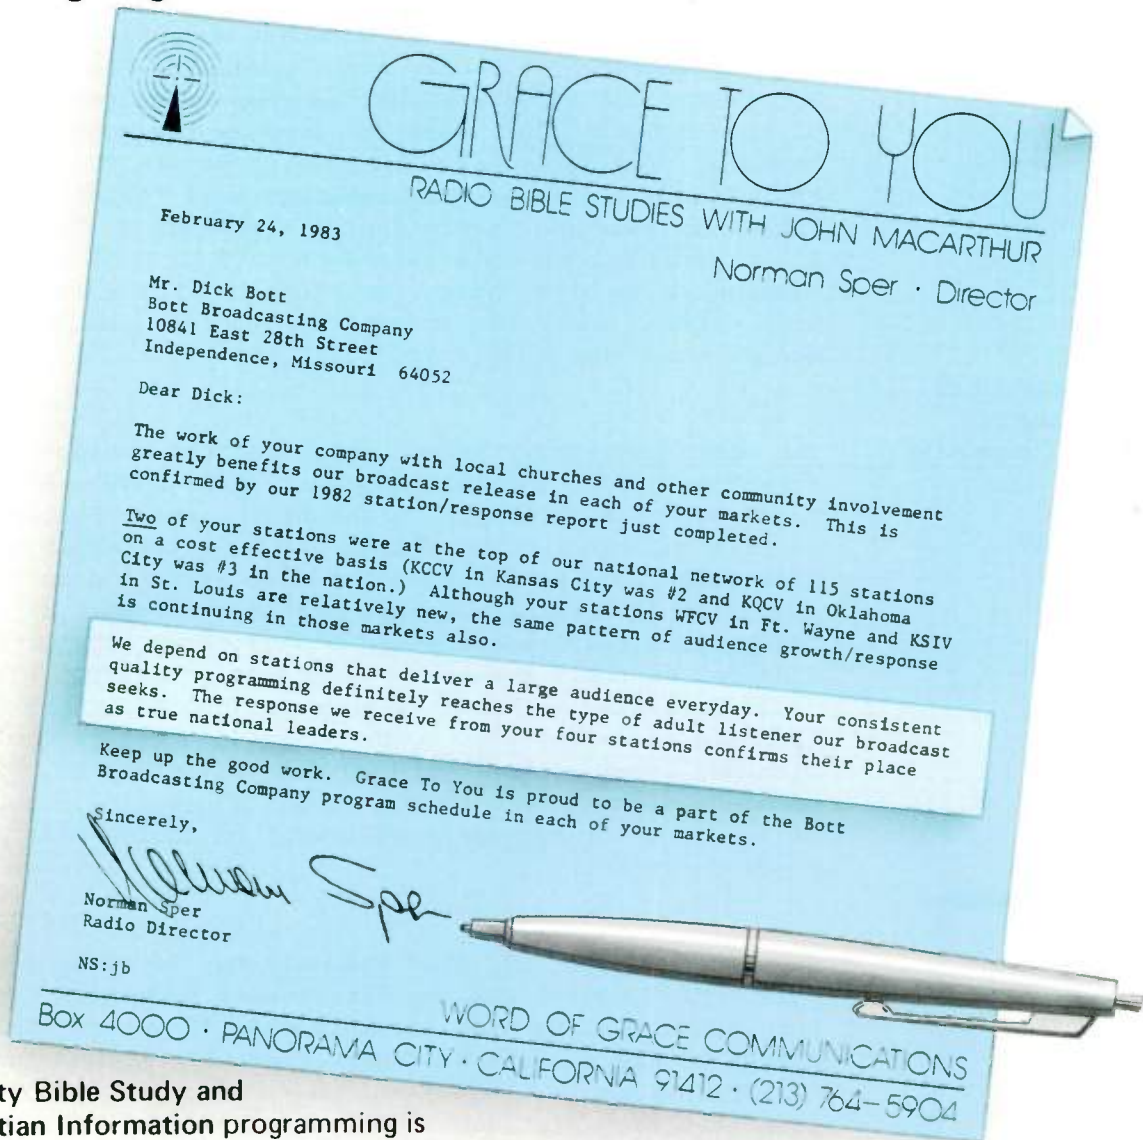 GRACE TO YOU
RADIO BIBLE STUDIES WITH JOHN MACARTHUR
Norman Sper · Director
February 24, 1983
Mr. Dick Bott
Bott Broadcasting Company
10841 East 28th Street
Independence, Missouri 64052
Dear Dick:
The work of your company with local churches and other community involvement
greatly benefits our broadcast release in each of your markets. This is
confirmed by our 1982 station/response report just completed.
Two of your stations were at the top of our national network of 115 stations
on a cost effective basis (KCCV in Kansas City was #2 and KQCV in Oklahoma
City was #3 in the nation.) Although your stations WFCV in Ft. Wayne and KSIV
in St. Louis are relatively new, the same pattern of audience growth/response
is continuing in those markets also.
We depend on stations that deliver a large audience everyday. Your consistent
quality programming definitely reaches the type of adult listener our broadcast
seeks. The response we receive from your four stations confirms their place
as true national leaders.
Keep up the good work. Grace To You is proud to be a part of the Bott
Broadcasting Company program schedule in each of your markets.
Sincerely,
Norman Sper
Norman Sper
Radio Director
NS:jb
WORD OF GRACE COMMUNICATIONS
Box 4000 · PANORAMA CITY · CALIFORNIA 91412 · (213) 764-5904
ty Bible Study and
tian Information programming is